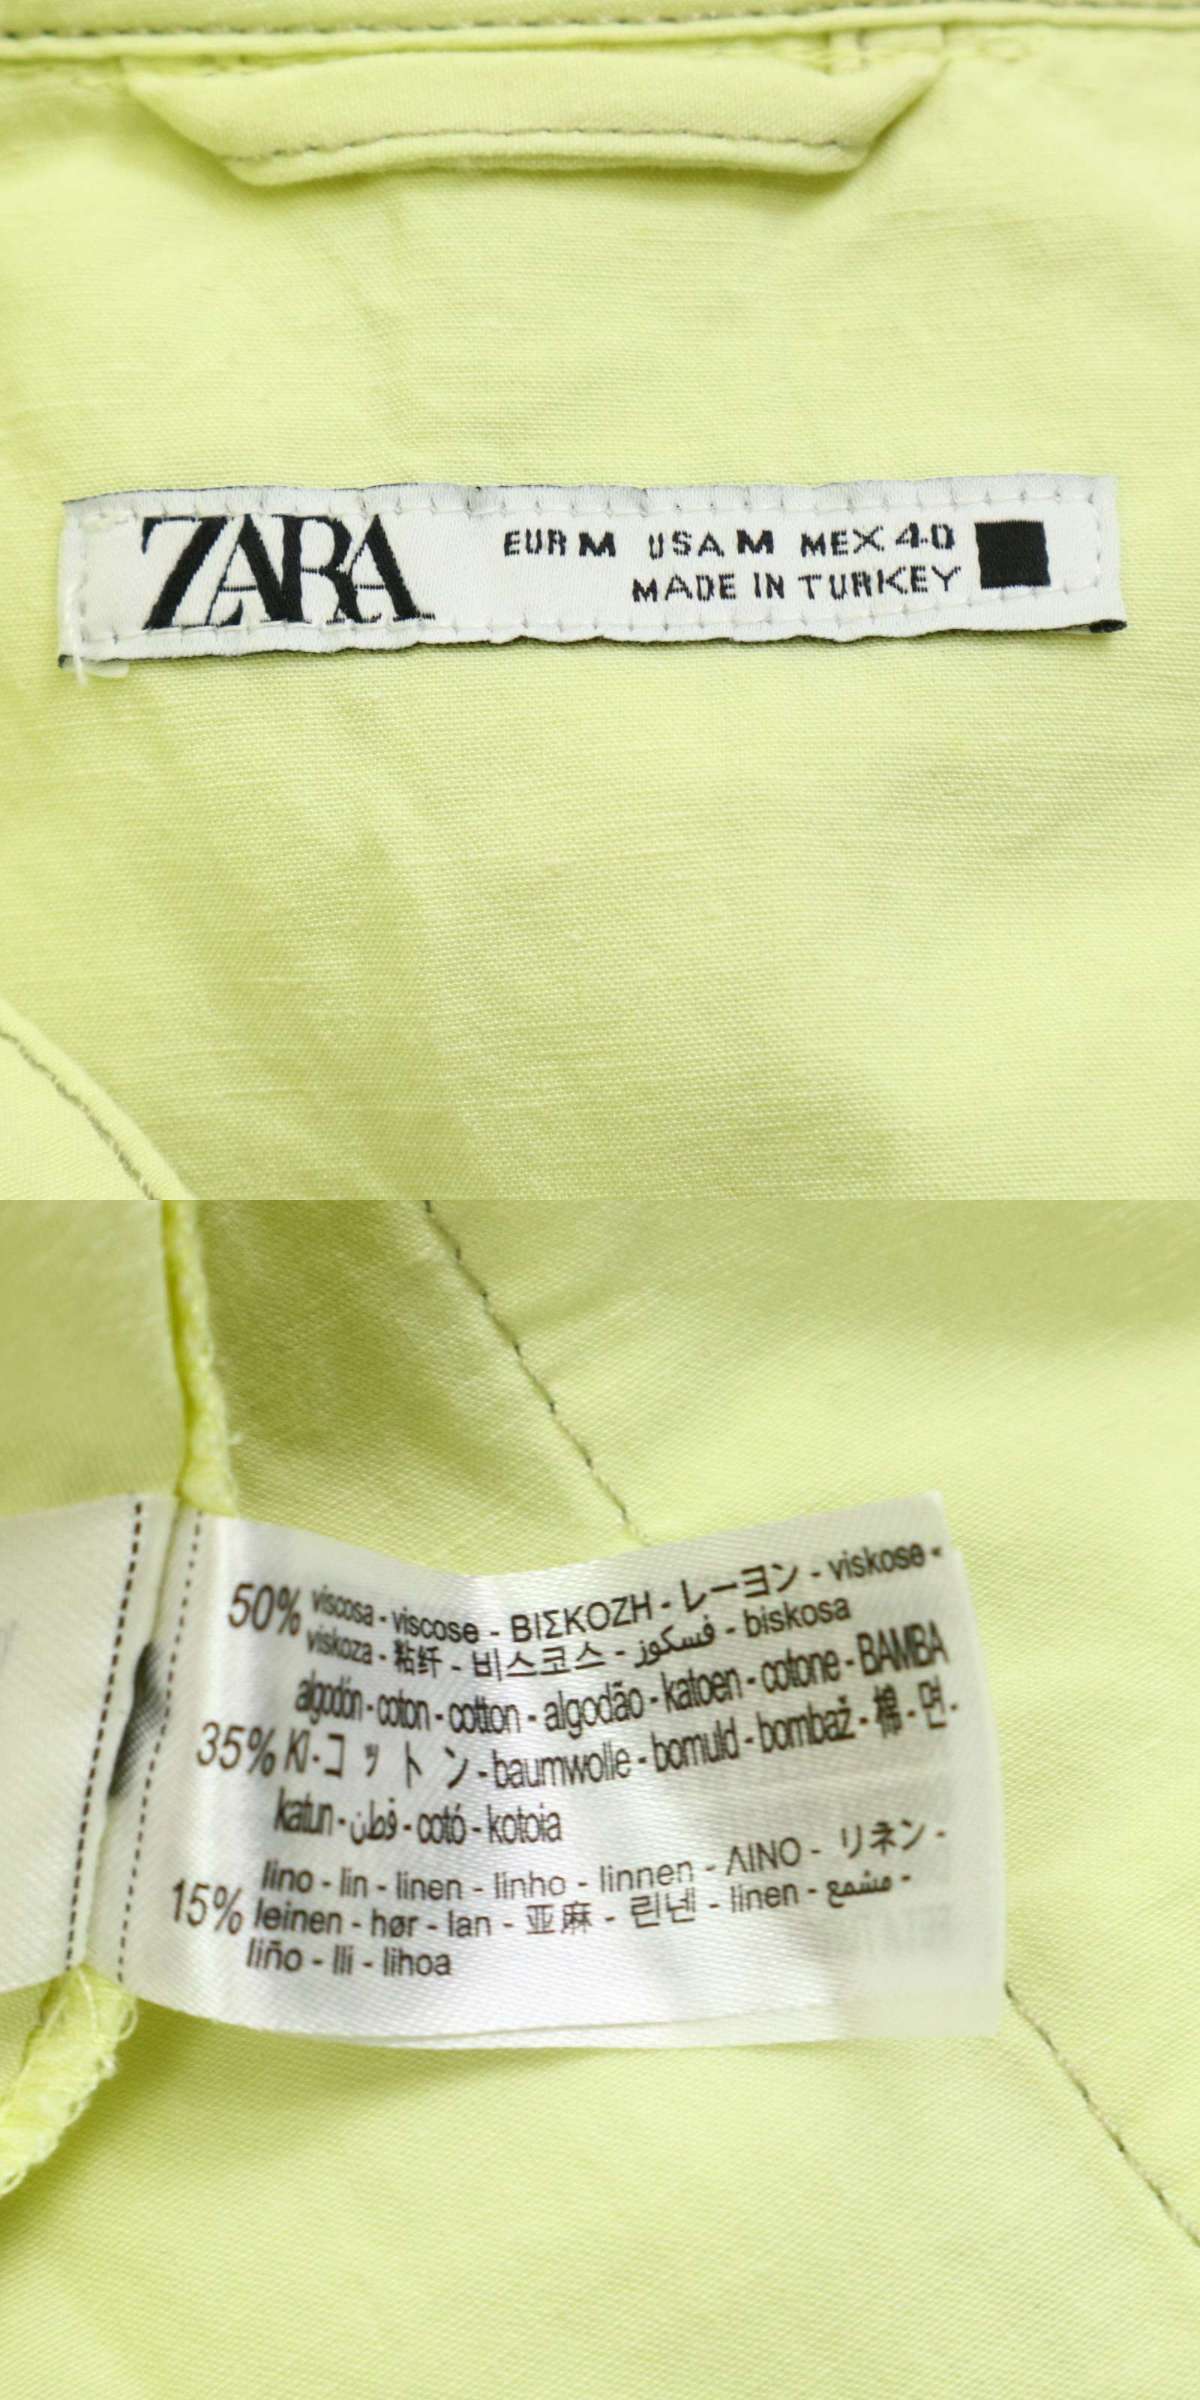 ZARA
EUR M USA M MEX 40
MADE IN TURKEY
50% viscosa - viscose - ΒΙΣΚΟΖΗ - レーヨン - viskose -
viskoza - 粘纤 - 비스코스 - فسكوز - biskosa
algodón - coton - cotton - algodão - katoen - cotone - BAMBA
35% KI - コットン - baumwolle - bomuld - bombaž - 棉 - 면 -
katun - قطن - cotó - kotoia
lino - lin - linen - linho - linnen - ΛΙΝΟ - リネン -
15% leinen - hør - lan - 亚麻 - 린넨 - linen - مشمع -
liño - lli - lihoa